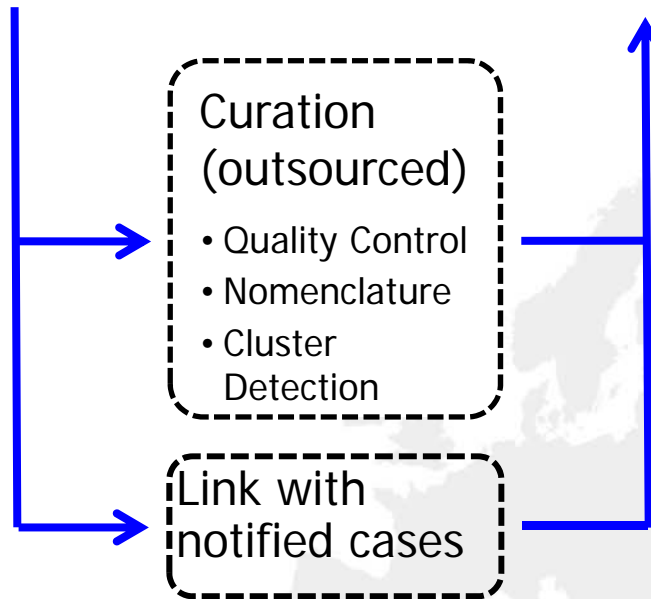 Curation
(outsourced)
• Quality Control
• Nomenclature
• Cluster
Detection
Link with
notified cases